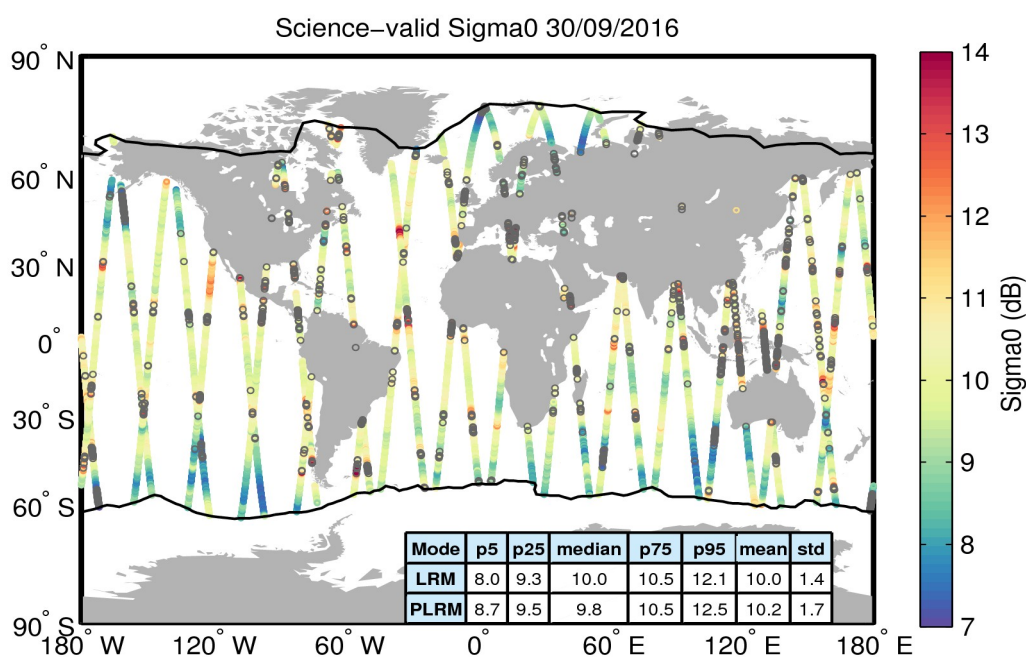 Science−valid Sigma0 30/09/2016
90° N
60° N
30° N
0°
30° S
60° S
90° S
180° W
120° W
60° W
0°
60° E
120° E
180° E
Mode p5 p25 median p75 p95 mean std
LRM 8.0 9.3 10.0 10.5 12.1 10.0 1.4
PLRM 8.7 9.5 9.8 10.5 12.5 10.2 1.7
14
13
12
11
10
9
8
7
Sigma0 (dB)